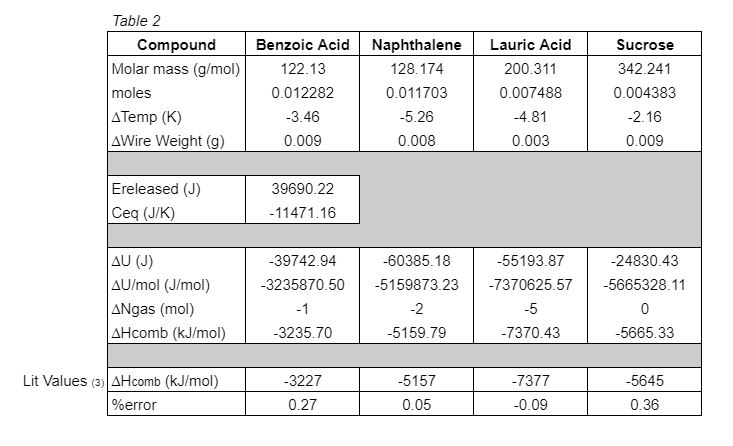 Table 2
Compound Benzoic Acid Naphthalene Lauric Acid Sucrose
Molar mass (g/mol) 122.13 128.174 200.311 342.241
moles 0.012282 0.011703 0.007488 0.004383
ΔTemp (K) -3.46 -5.26 -4.81 -2.16
ΔWire Weight (g) 0.009 0.008 0.003 0.009
Ereleased (J) 39690.22
Ceq (J/K) -11471.16
ΔU (J) -39742.94 -60385.18 -55193.87 -24830.43
ΔU/mol (J/mol) -3235870.50 -5159873.23 -7370625.57 -5665328.11
ΔNgas (mol) -1 -2 -5 0
ΔHcomb (kJ/mol) -3235.70 -5159.79 -7370.43 -5665.33
Lit Values (3) ΔHcomb (kJ/mol) -3227 -5157 -7377 -5645
%error 0.27 0.05 -0.09 0.36